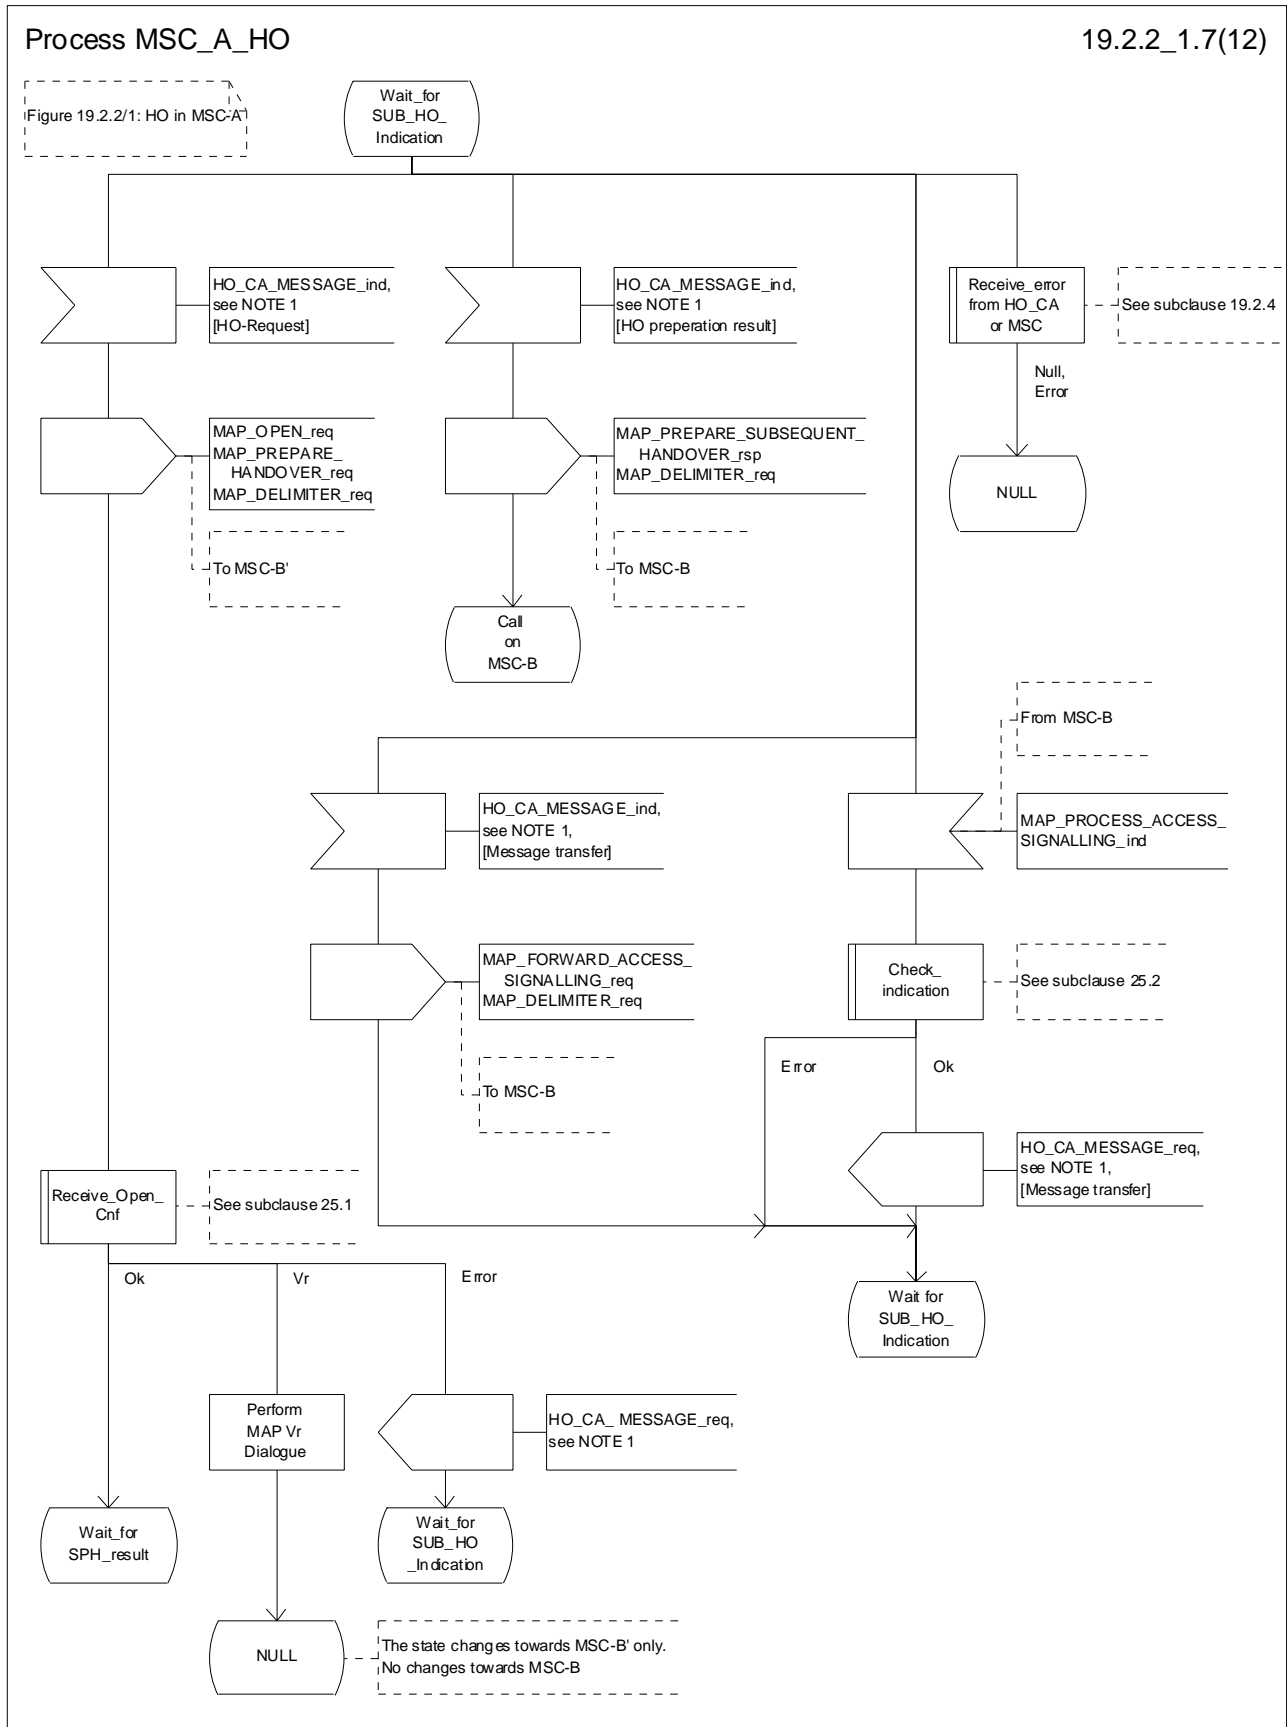 Process MSC_A_HO
19.2.2_1.7(12)
Figure 19.2.2/1: HO in MSC-A
Wait_for
SUB_HO_
Indication
HO_CA_MESSAGE_ind,
see NOTE 1
[HO-Request]
HO_CA_MESSAGE_ind,
see NOTE 1
[HO preperation result]
Receive_error
from HO_CA
or MSC
See subclause 19.2.4
Null,
Error
MAP_OPEN_req
MAP_PREPARE_
HANDOVER_req
MAP_DELIMITER_req
MAP_PREPARE_SUBSEQUENT_
HANDOVER_rsp
MAP_DELIMITER_req
NULL
To MSC-B'
To MSC-B
Call
on
MSC-B
From MSC-B
HO_CA_MESSAGE_ind,
see NOTE 1,
[Message transfer]
MAP_PROCESS_ACCESS_
SIGNALLING_ind
MAP_FORWARD_ACCESS_
SIGNALLING_req
MAP_DELIMITER_req
Check_
indication
See subclause 25.2
Error
Ok
To MSC-B
HO_CA_MESSAGE_req,
see NOTE 1,
[Message transfer]
Receive_Open_
Cnf
See subclause 25.1
Ok
Vr
Error
Wait for
SUB_HO_
Indication
Perform
MAP Vr
Dialogue
HO_CA_ MESSAGE_req,
see NOTE 1
Wait_for
SPH_result
Wait_for
SUB_HO
_Indication
NULL
The state changes towards MSC-B' only.
No changes towards MSC-B